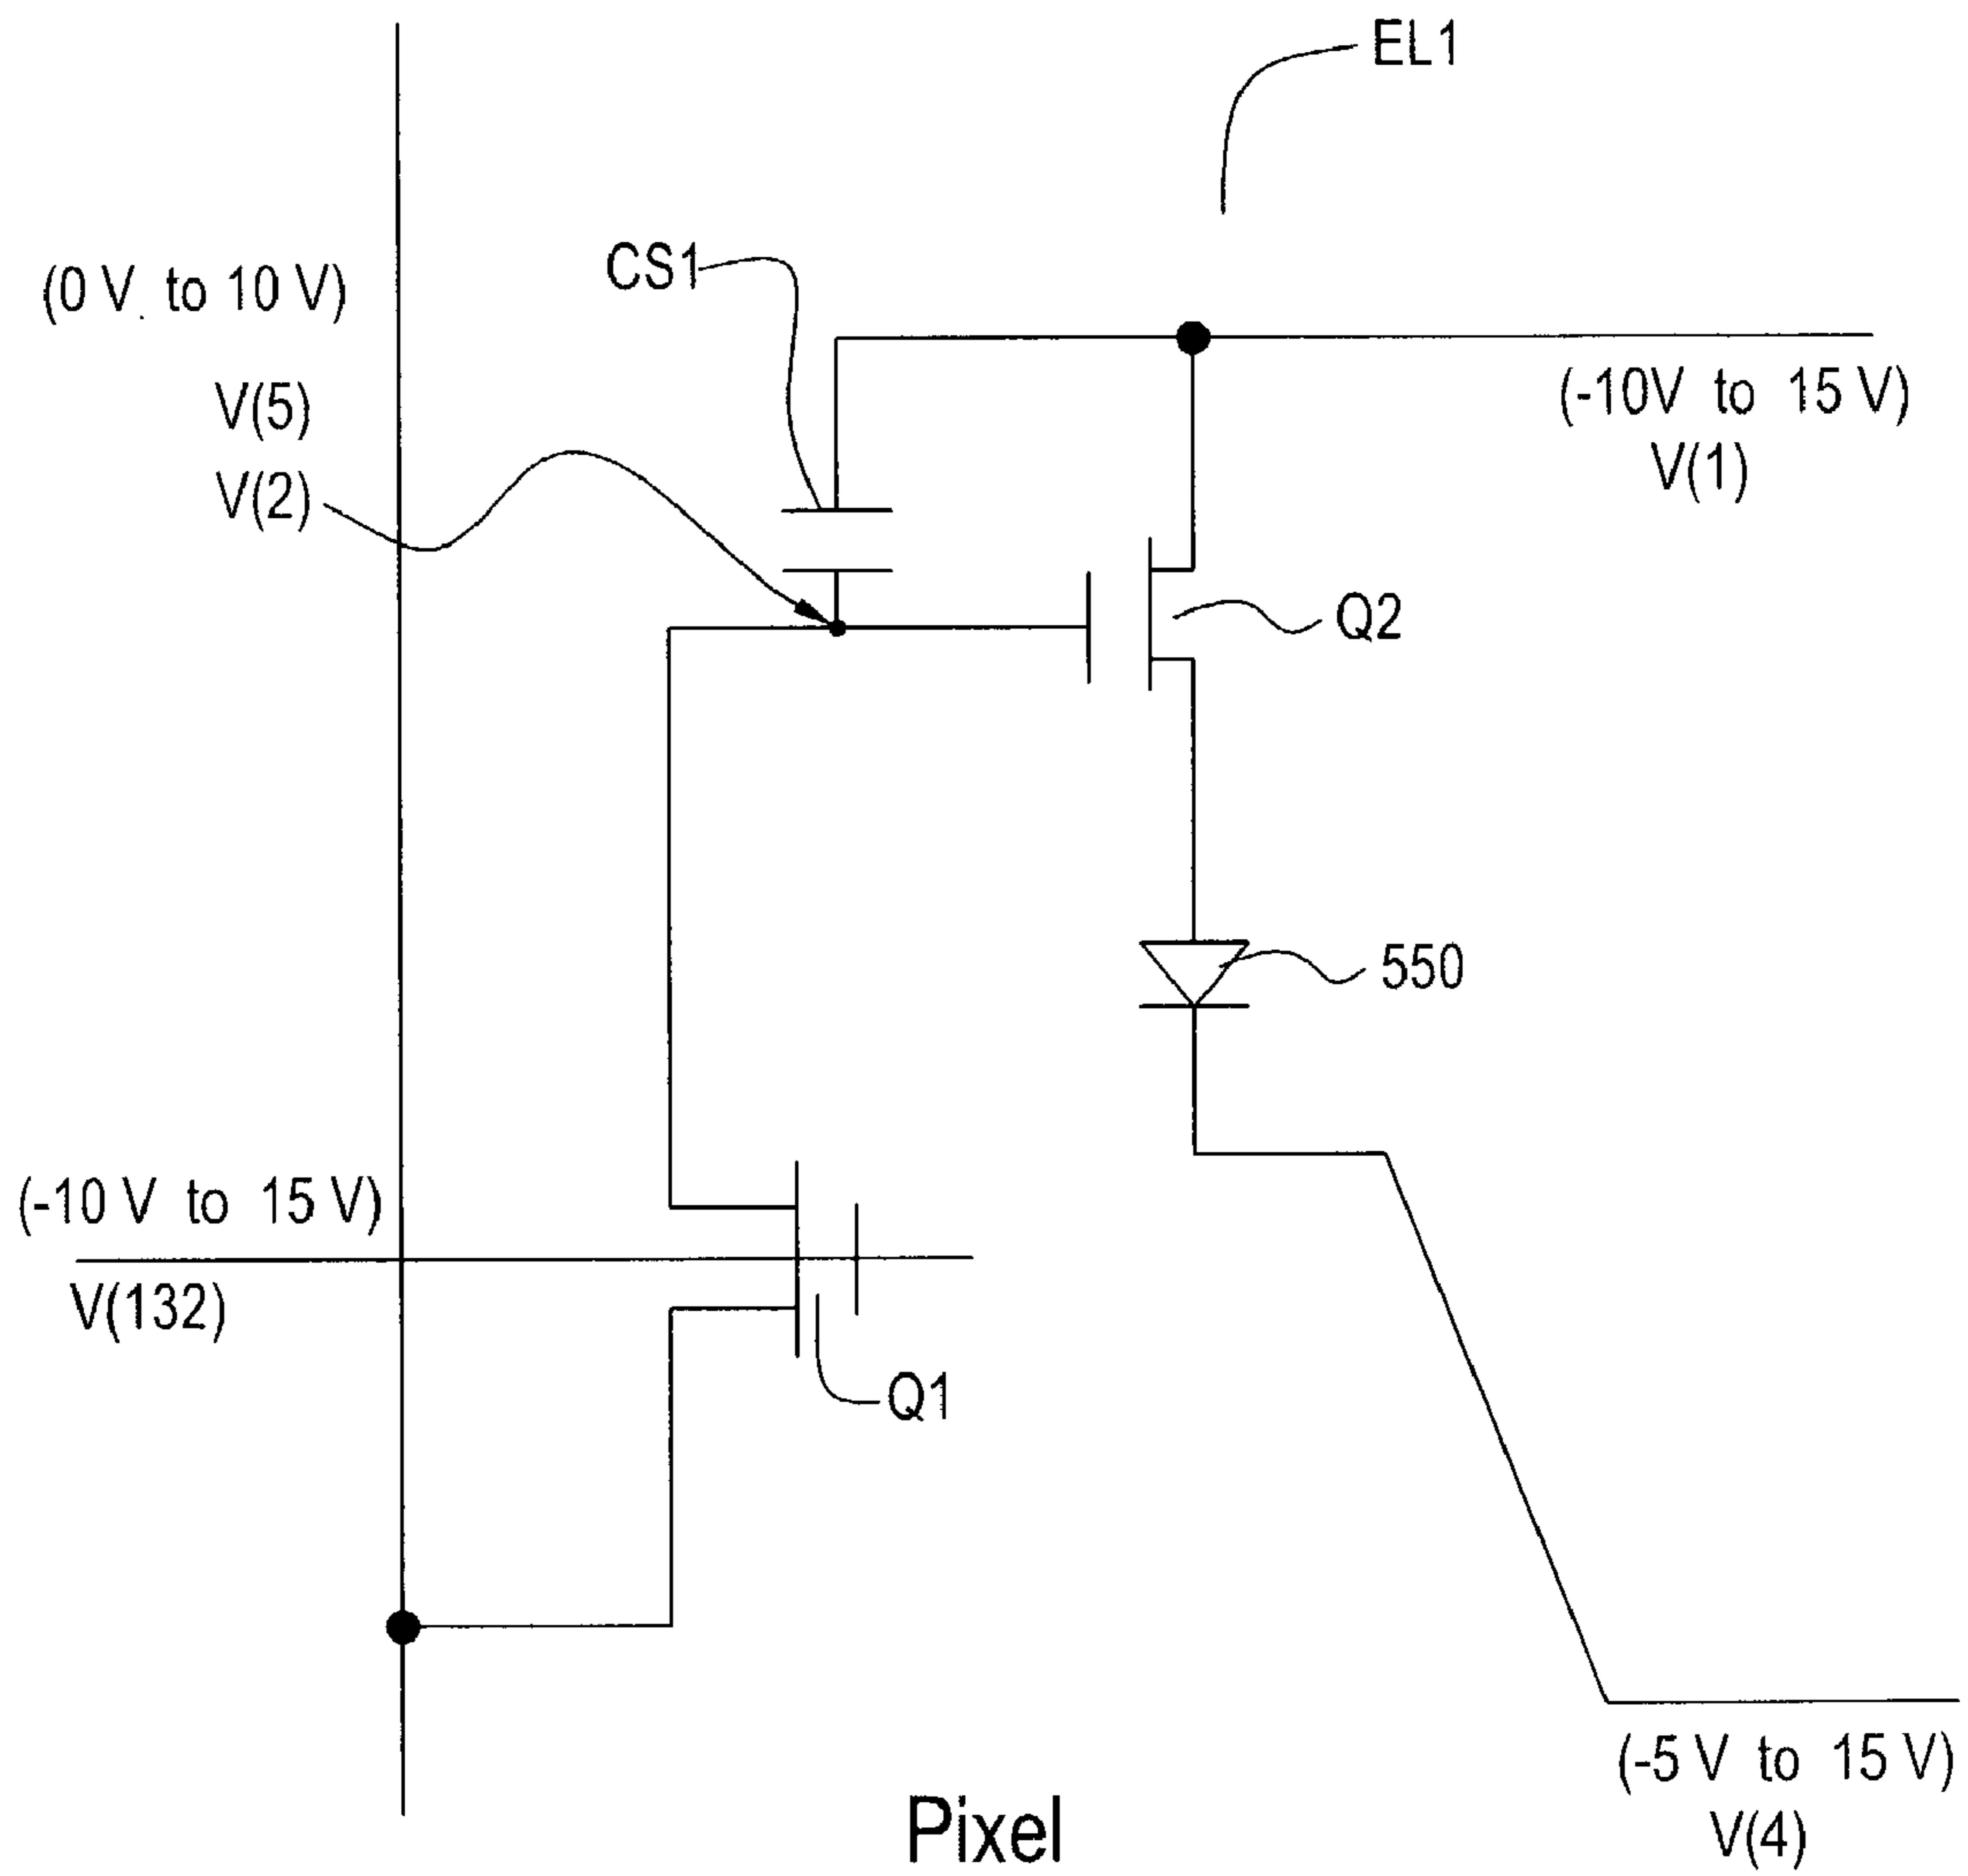 EL1
CS1
(0 V to 10 V)
V(5)
V(2)
(-10V to 15 V)
V(1)
Q2
550
(-10 V to 15 V)
V(132)
Q1
(-5 V to 15 V)
V(4)
Pixel